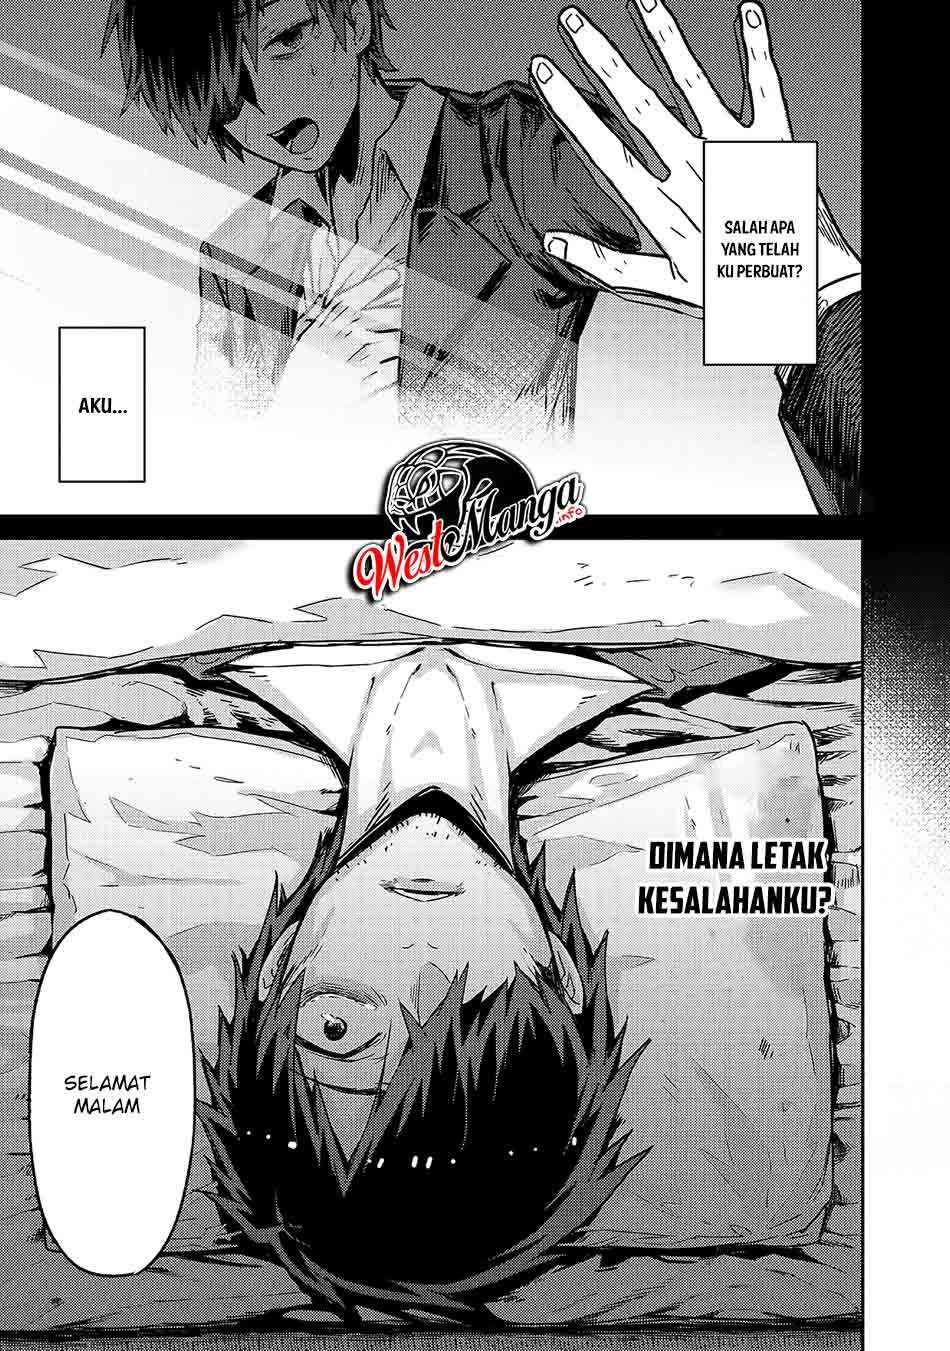 SALAH APA
YANG TELAH
KU PERBUAT?
AKU...
WestManga
.info
DIMANA LETAK
KESALAHANKU?
SELAMAT
MALAM